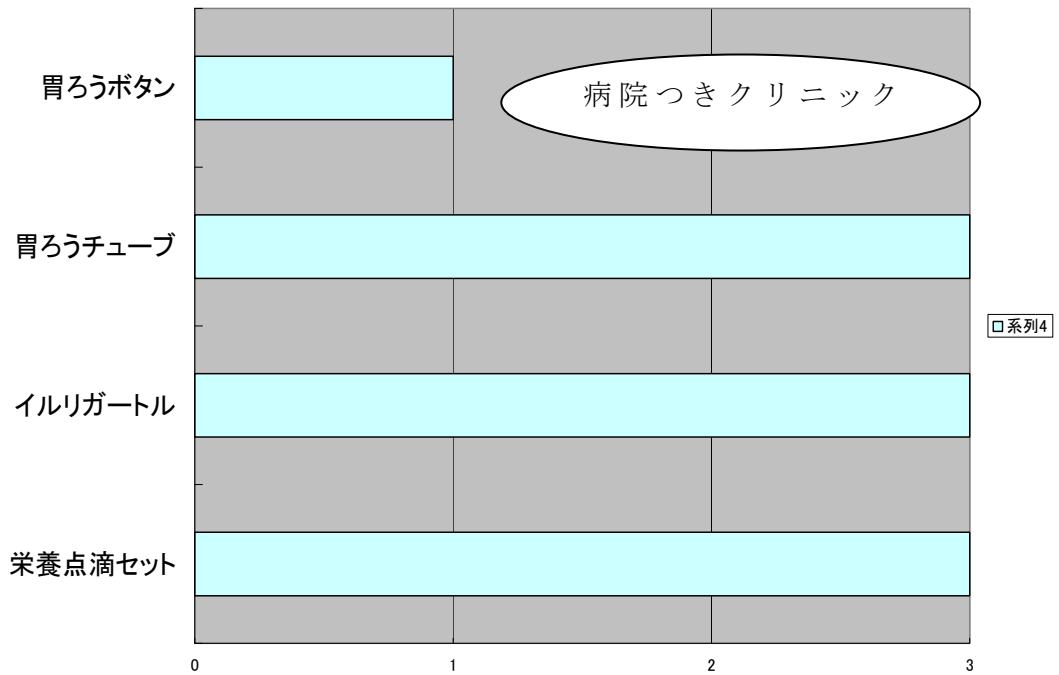 胃ろうボタン
病院つきクリニック
胃ろうチューブ
系列4
イルリガートル
栄養点滴セット
0 1 2 3